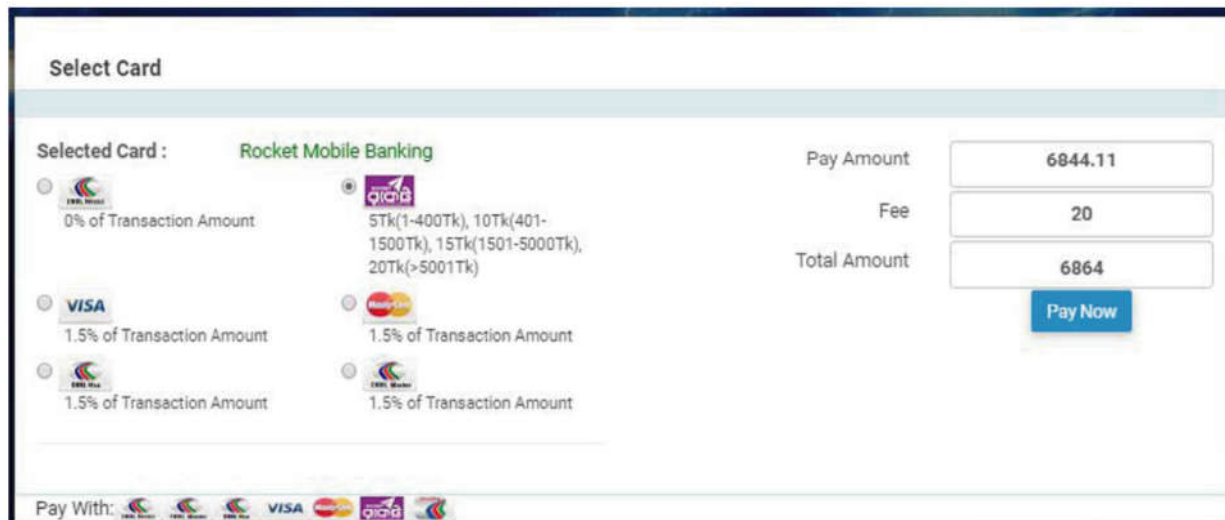 Select Card
Selected Card : Rocket Mobile Banking
0% of Transaction Amount
5Tk(1-400Tk), 10Tk(401-
1500Tk), 15Tk(1501-5000Tk),
20Tk(>5001Tk)
VISA
1.5% of Transaction Amount
MasterCard
1.5% of Transaction Amount
1.5% of Transaction Amount
1.5% of Transaction Amount
Pay Amount 6844.11
Fee 20
Total Amount 6864
Pay Now
Pay With: VISA